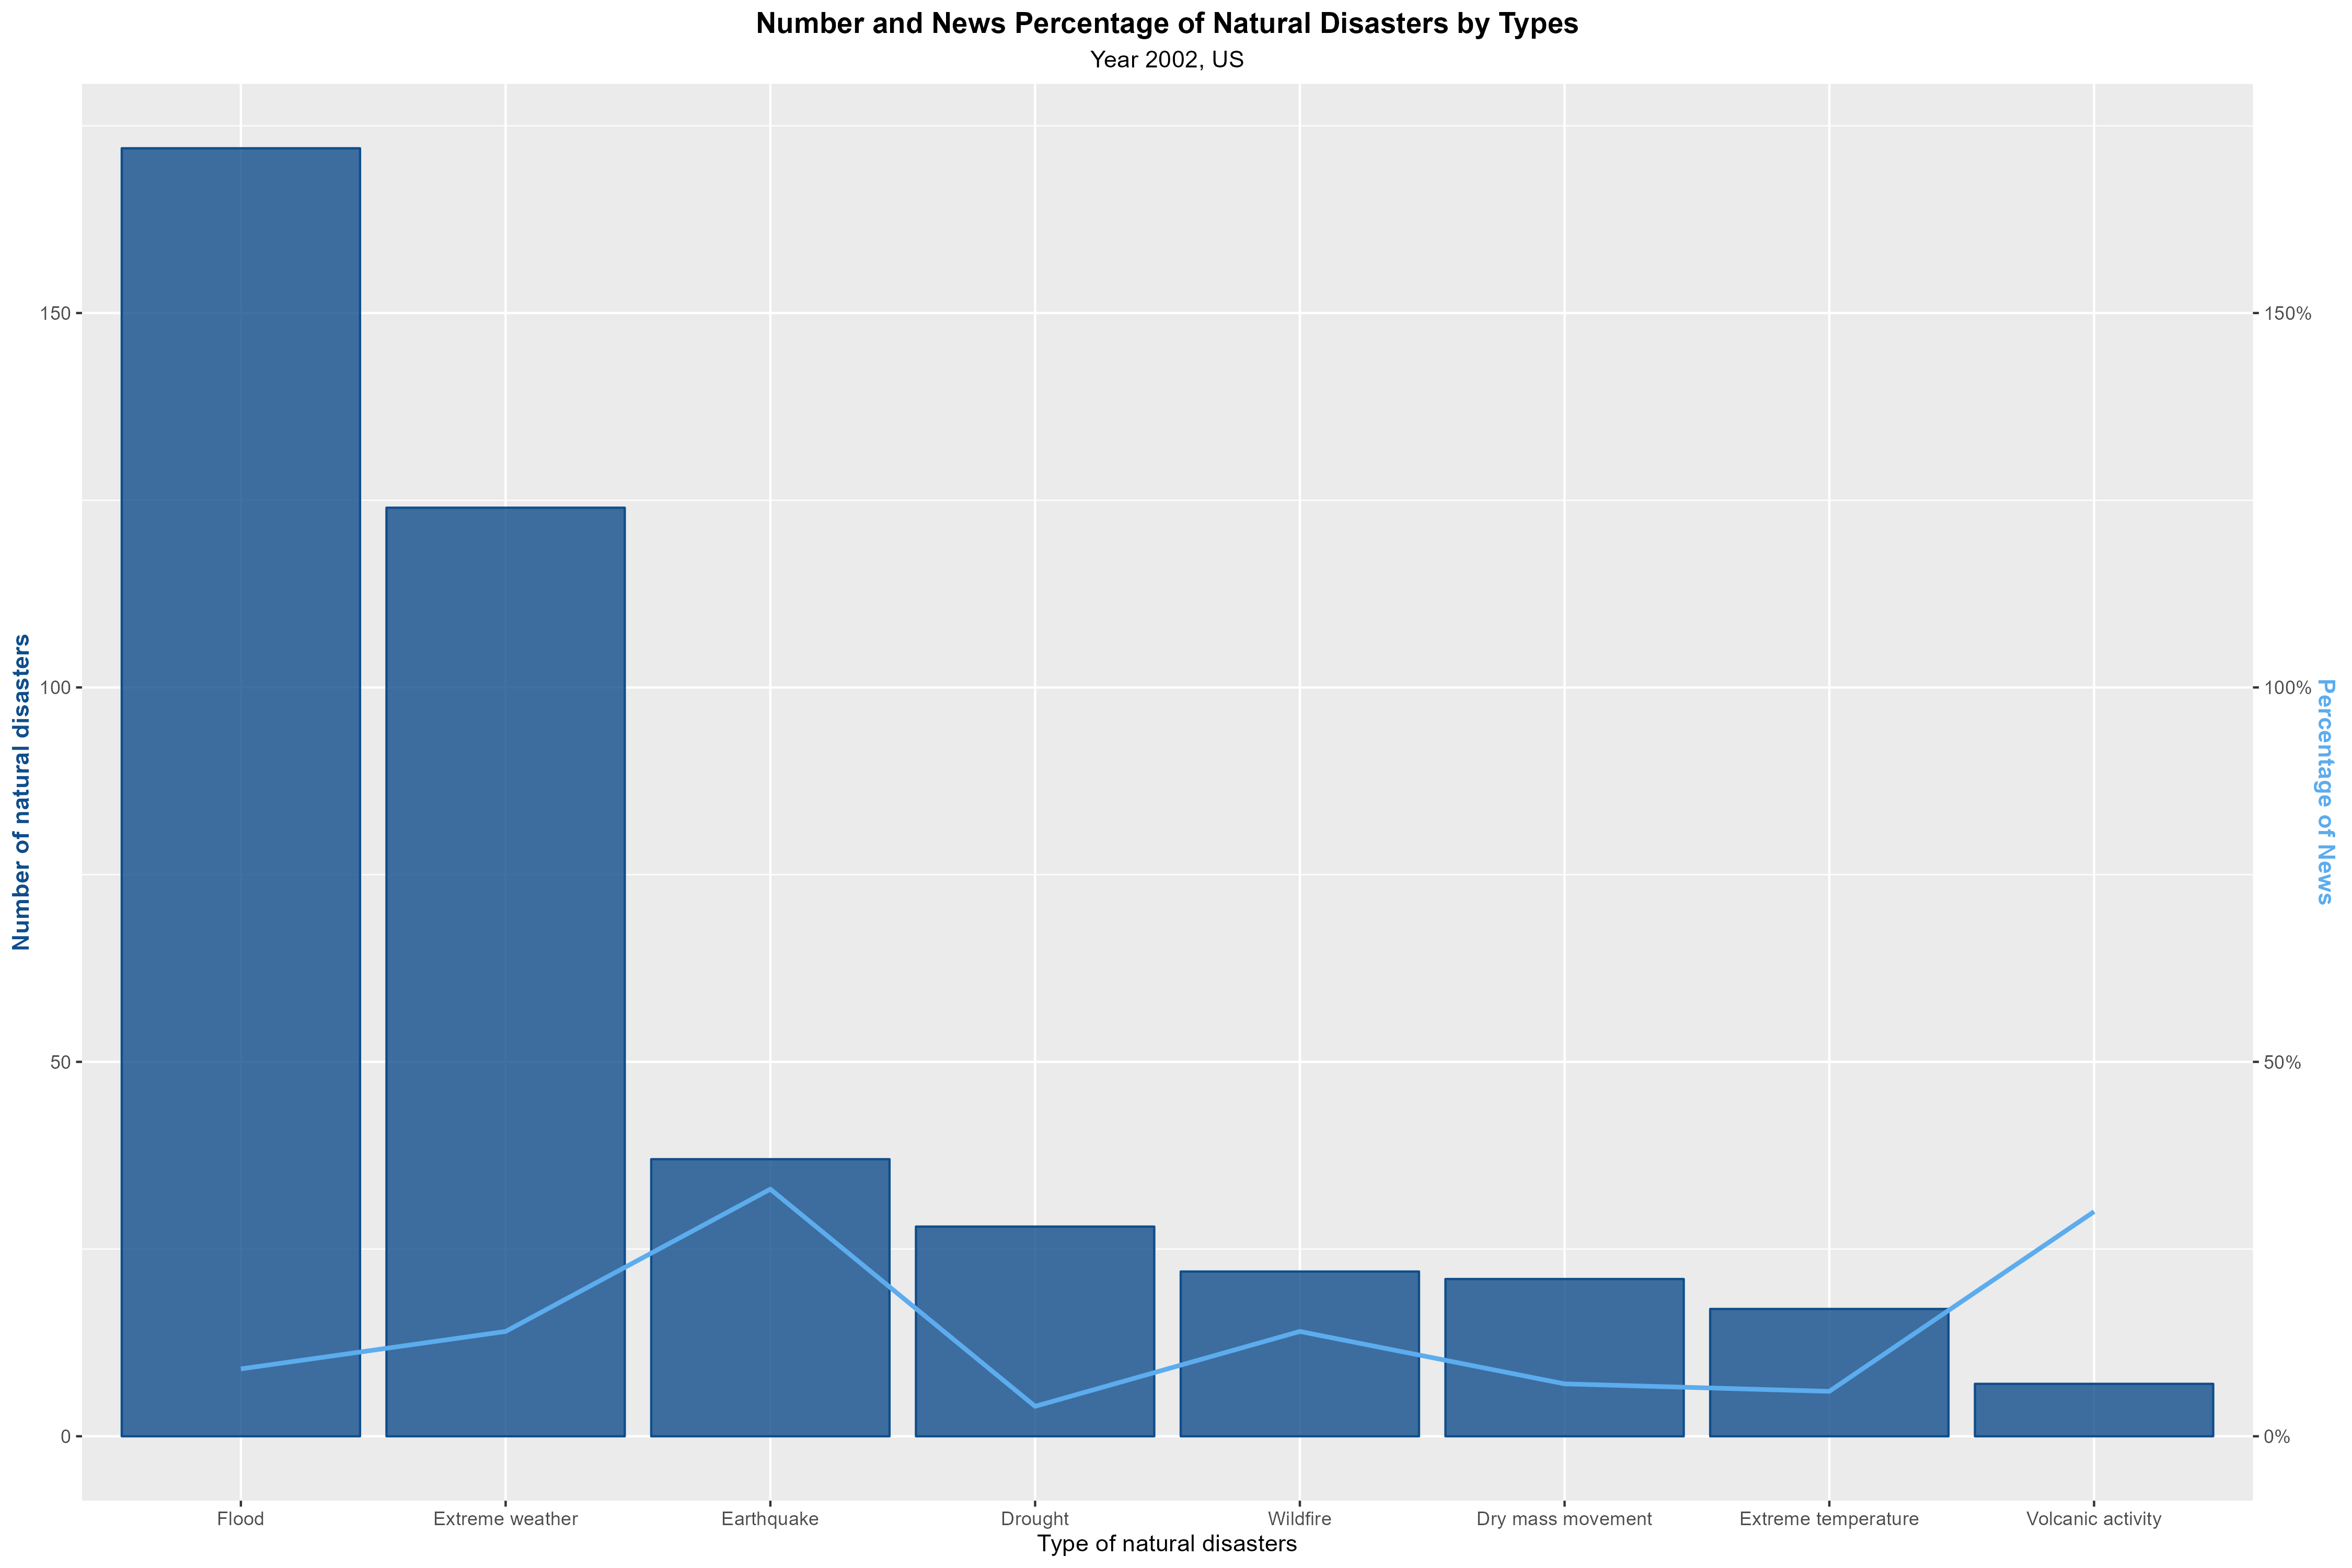 Number and News Percentage of Natural Disasters by Types
Year 2002, US
Number of natural disasters
150
100
50
0
150%
100%
50%
0%
Percentage of News
Flood
Extreme weather
Earthquake
Drought
Wildfire
Dry mass movement
Extreme temperature
Volcanic activity
Type of natural disasters